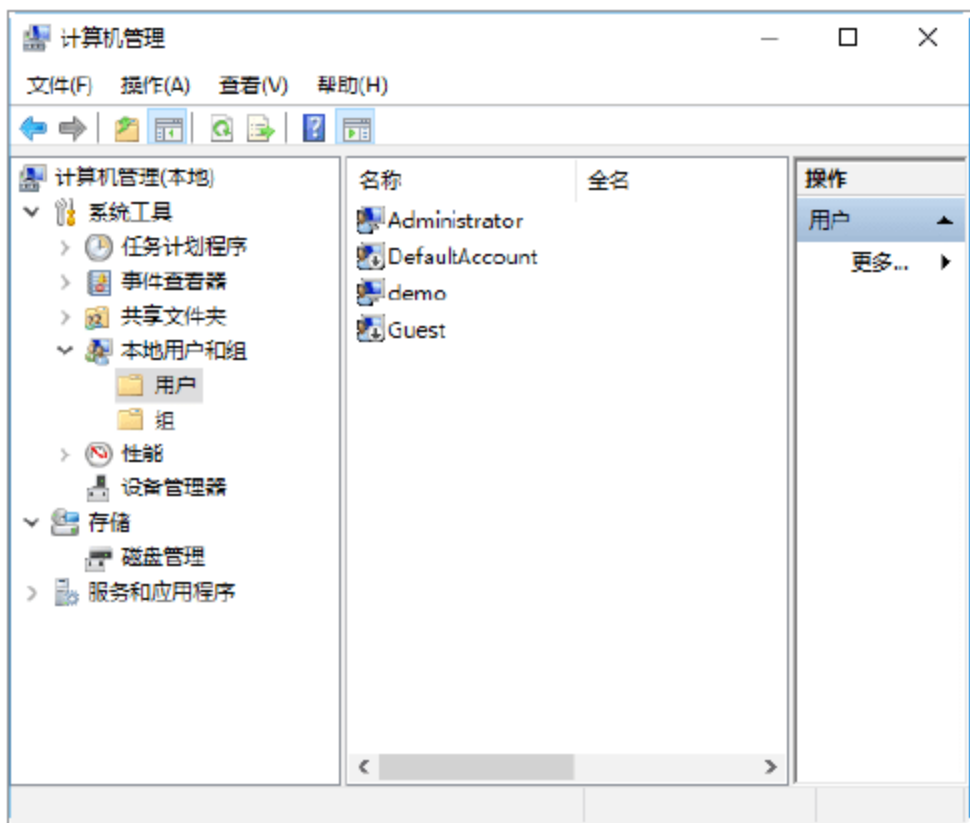 计算机管理
文件(F) 操作(A) 查看(V) 帮助(H)
计算机管理(本地)
系统工具
任务计划程序
事件查看器
共享文件夹
本地用户和组
用户
组
性能
设备管理器
存储
磁盘管理
服务和应用程序
名称 全名
Administrator
DefaultAccount
demo
Guest
操作
用户
更多...